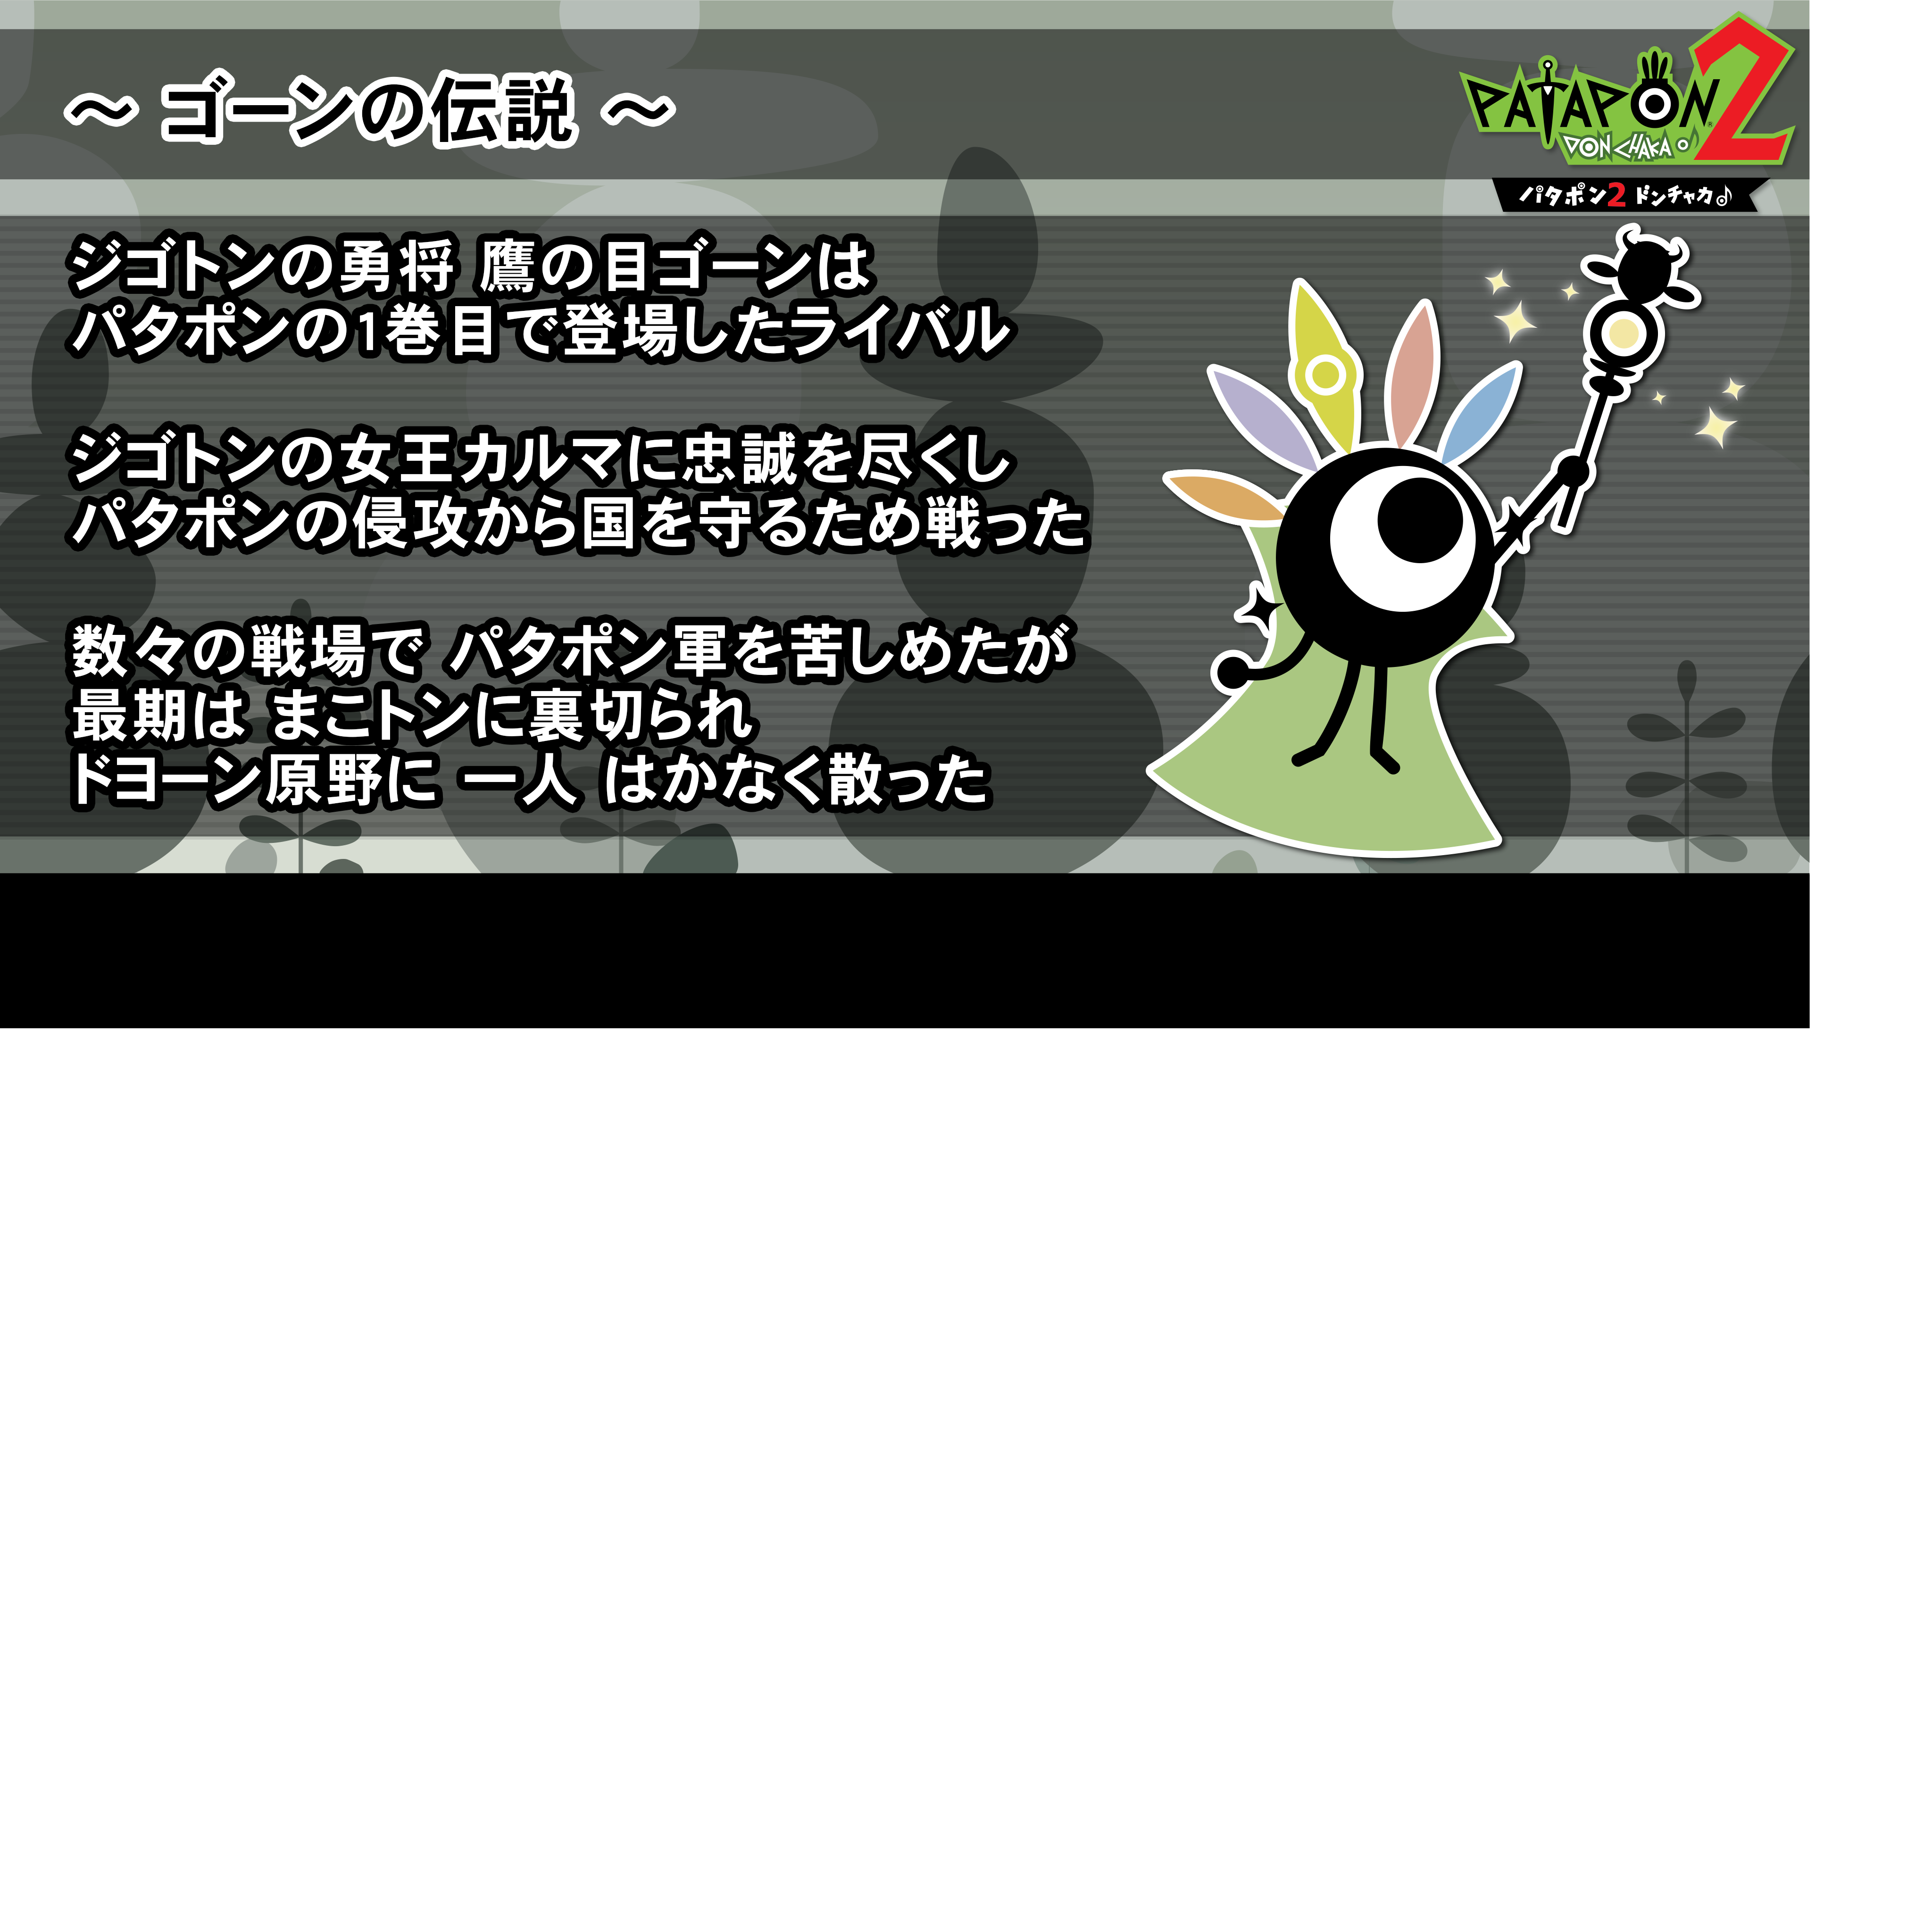 ～ ゴーンの伝説 ～
PATAPON 2
DON CHAKA♪
パタポン2 ドンチャカ♪
ジゴトンの勇将 鷹の目ゴーンは
パタポンの1巻目で登場したライバル
ジゴトンの女王カルマに忠誠を尽くし
パタポンの侵攻から国を守るため戦った
数々の戦場で パタポン軍を苦しめたが
最期は まこトンに裏切られ
ドヨーン原野に 一人 はかなく散った